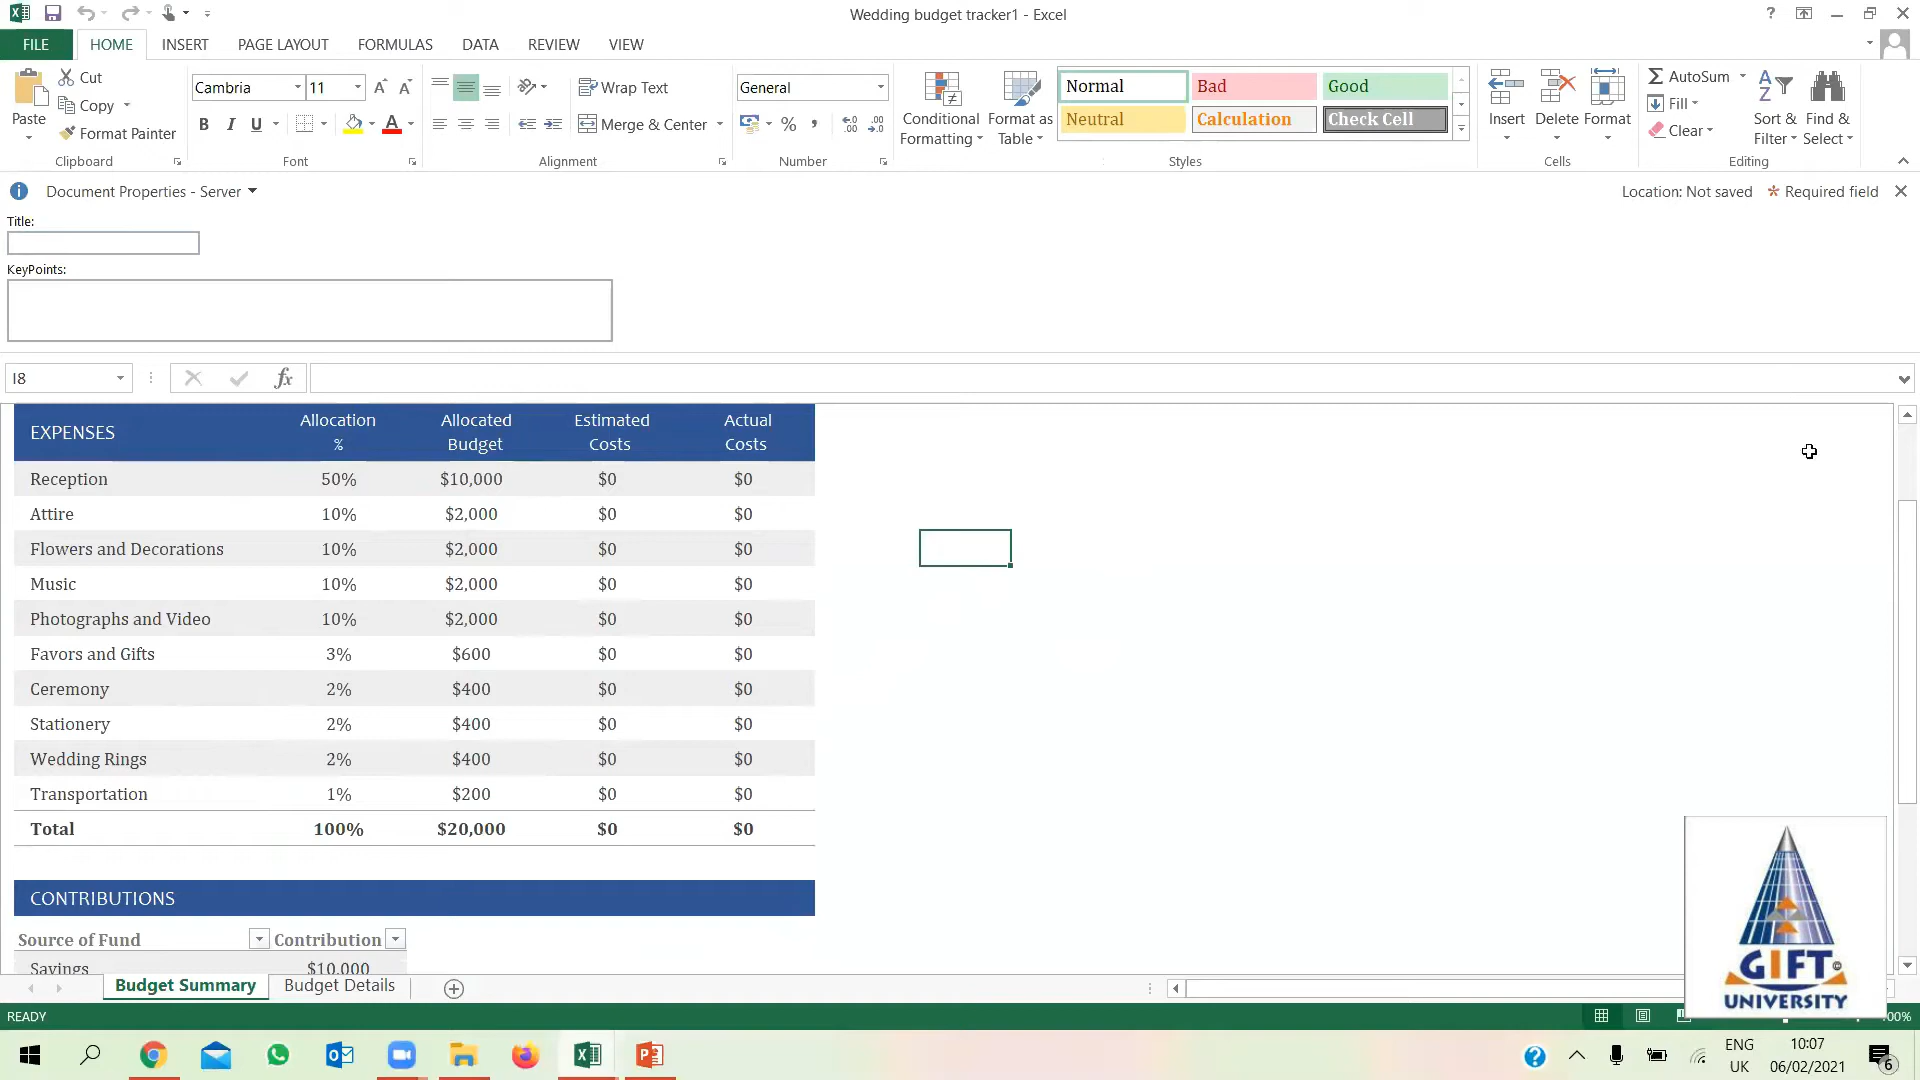 Wedding budget tracker1 - Excel
?
FILE HOME INSERT PAGE LAYOUT FORMULAS DATA REVIEW VIEW
Paste
Cut
Copy
Format Painter
Clipboard
Cambria 11
B I U
Font
Wrap Text
Merge & Center
Alignment
General
%
Number
Conditional Formatting
Format as Table
Normal Bad Good
Neutral Calculation Check Cell
Styles
Insert Delete Format
Cells
AutoSum
Fill
Clear
Sort & Filter
Find & Select
Editing
Document Properties - Server
Location: Not saved * Required field
Title:
KeyPoints:
I8
fx
EXPENSES Allocation % Allocated Budget Estimated Costs Actual Costs
Reception 50% $10,000 $0 $0
Attire 10% $2,000 $0 $0
Flowers and Decorations 10% $2,000 $0 $0
Music 10% $2,000 $0 $0
Photographs and Video 10% $2,000 $0 $0
Favors and Gifts 3% $600 $0 $0
Ceremony 2% $400 $0 $0
Stationery 2% $400 $0 $0
Wedding Rings 2% $400 $0 $0
Transportation 1% $200 $0 $0
Total 100% $20,000 $0 $0
CONTRIBUTIONS
Source of Fund Contribution
Savings $10,000
Budget Summary Budget Details
GIFT
UNIVERSITY
READY
ENG
UK
10:07
06/02/2021
6